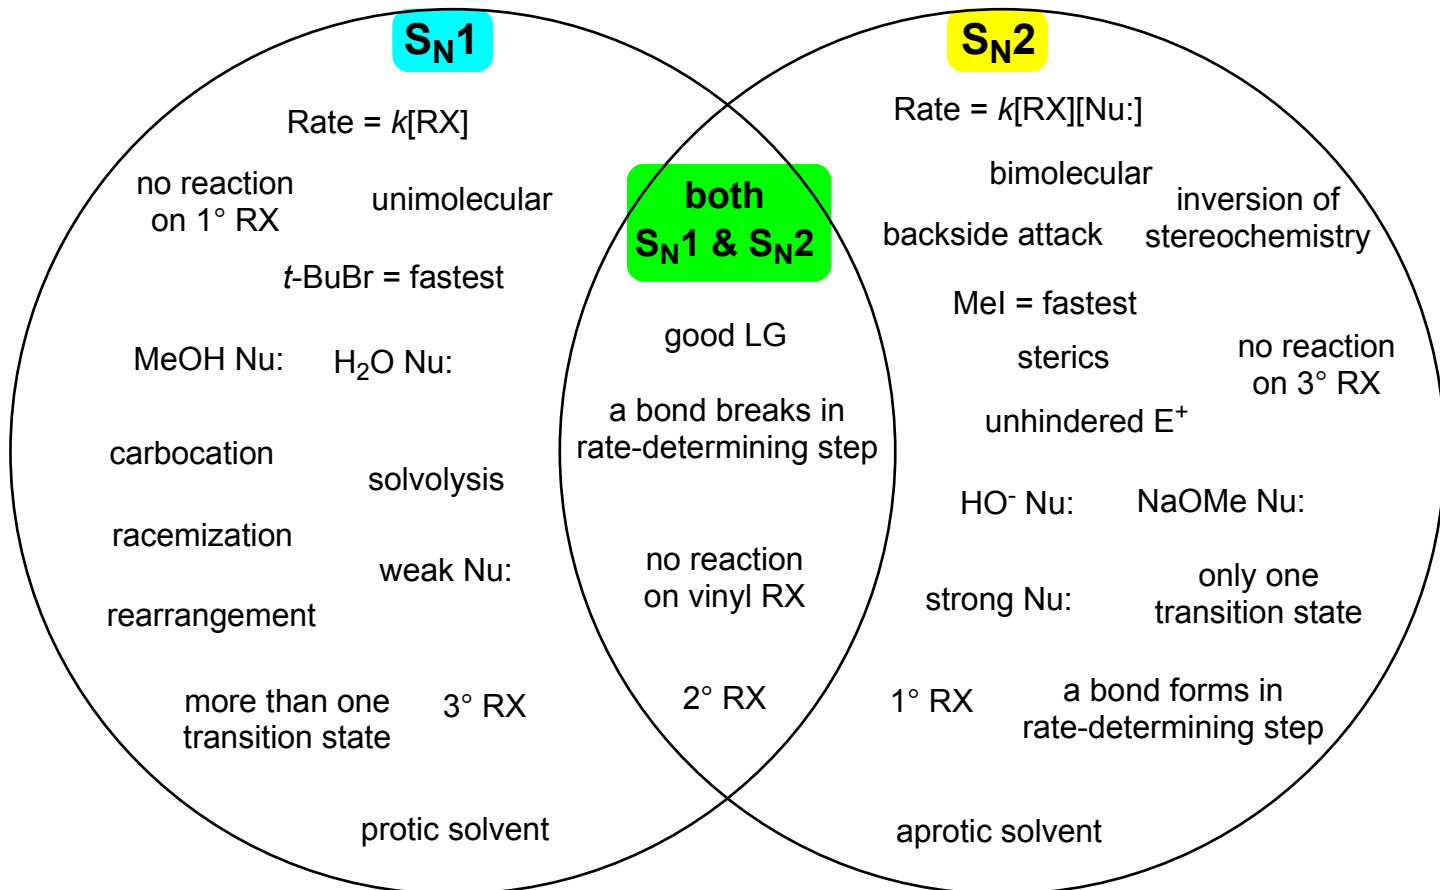 S_N1
Rate = k[RX]
no reaction
on 1° RX
unimolecular
t-BuBr = fastest
MeOH Nu:
H₂O Nu:
carbocation
solvolysis
racemization
weak Nu:
rearrangement
more than one
transition state
3° RX
protic solvent
both
S_N1 & S_N2
good LG
a bond breaks in
rate-determining step
no reaction
on vinyl RX
2° RX
S_N2
Rate = k[RX][Nu:]
bimolecular
inversion of
stereochemistry
backside attack
MeI = fastest
sterics
no reaction
on 3° RX
unhindered E⁺
HO⁻ Nu:
NaOMe Nu:
strong Nu:
only one
transition state
1° RX
a bond forms in
rate-determining step
aprotic solvent